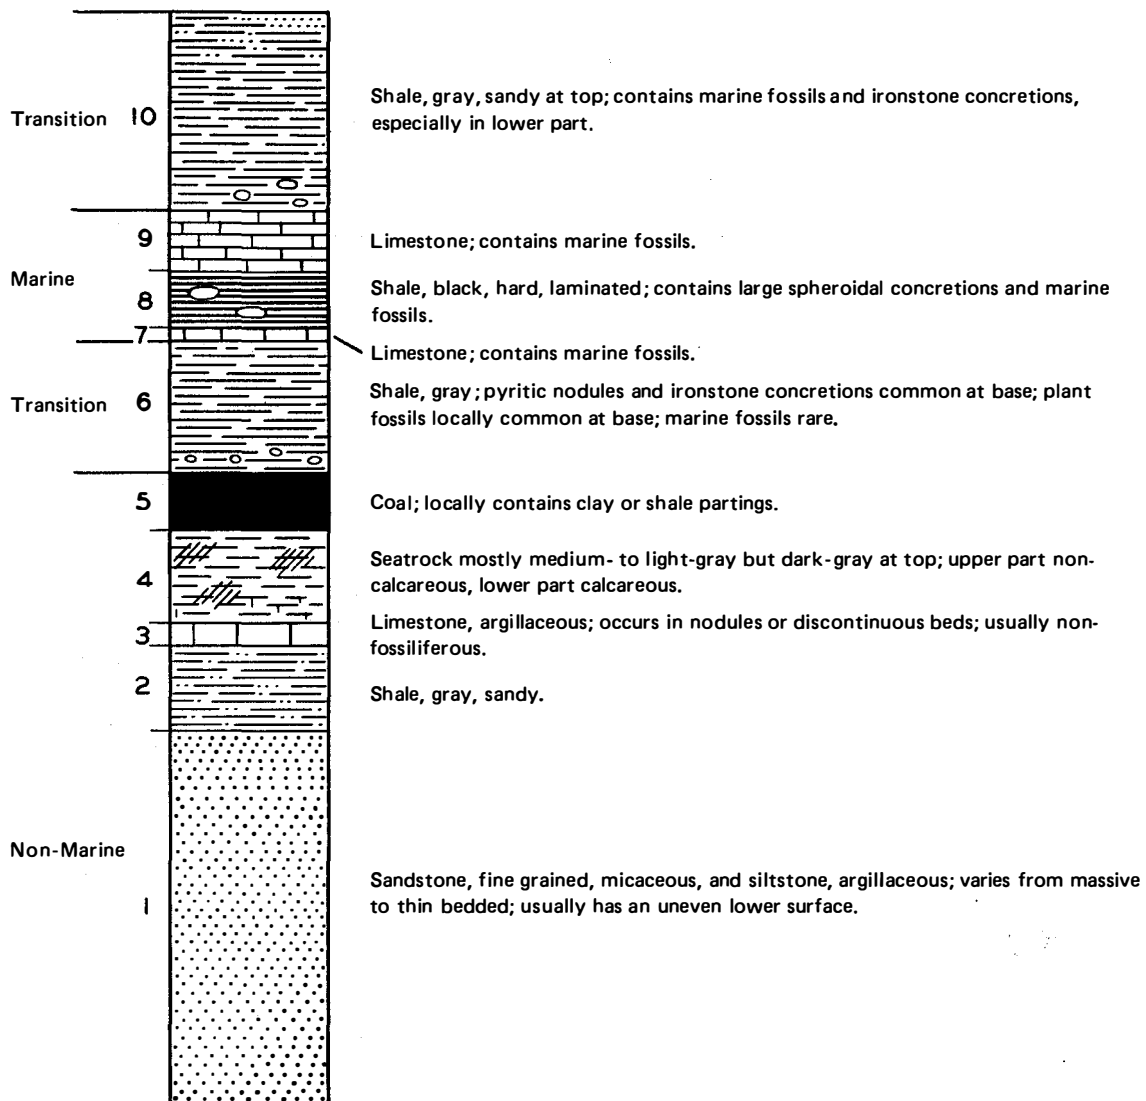 Transition 10
Shale, gray, sandy at top; contains marine fossils and ironstone concretions,
especially in lower part.
9
Limestone; contains marine fossils.
Marine
8
Shale, black, hard, laminated; contains large spheroidal concretions and marine
fossils.
7
Limestone; contains marine fossils.
Transition 6
Shale, gray; pyritic nodules and ironstone concretions common at base; plant
fossils locally common at base; marine fossils rare.
5
Coal; locally contains clay or shale partings.
4
Seatrock mostly medium- to light-gray but dark-gray at top; upper part non-
calcareous, lower part calcareous.
3
Limestone, argillaceous; occurs in nodules or discontinuous beds; usually non-
fossiliferous.
2
Shale, gray, sandy.
Non-Marine
1
Sandstone, fine grained, micaceous, and siltstone, argillaceous; varies from massive
to thin bedded; usually has an uneven lower surface.